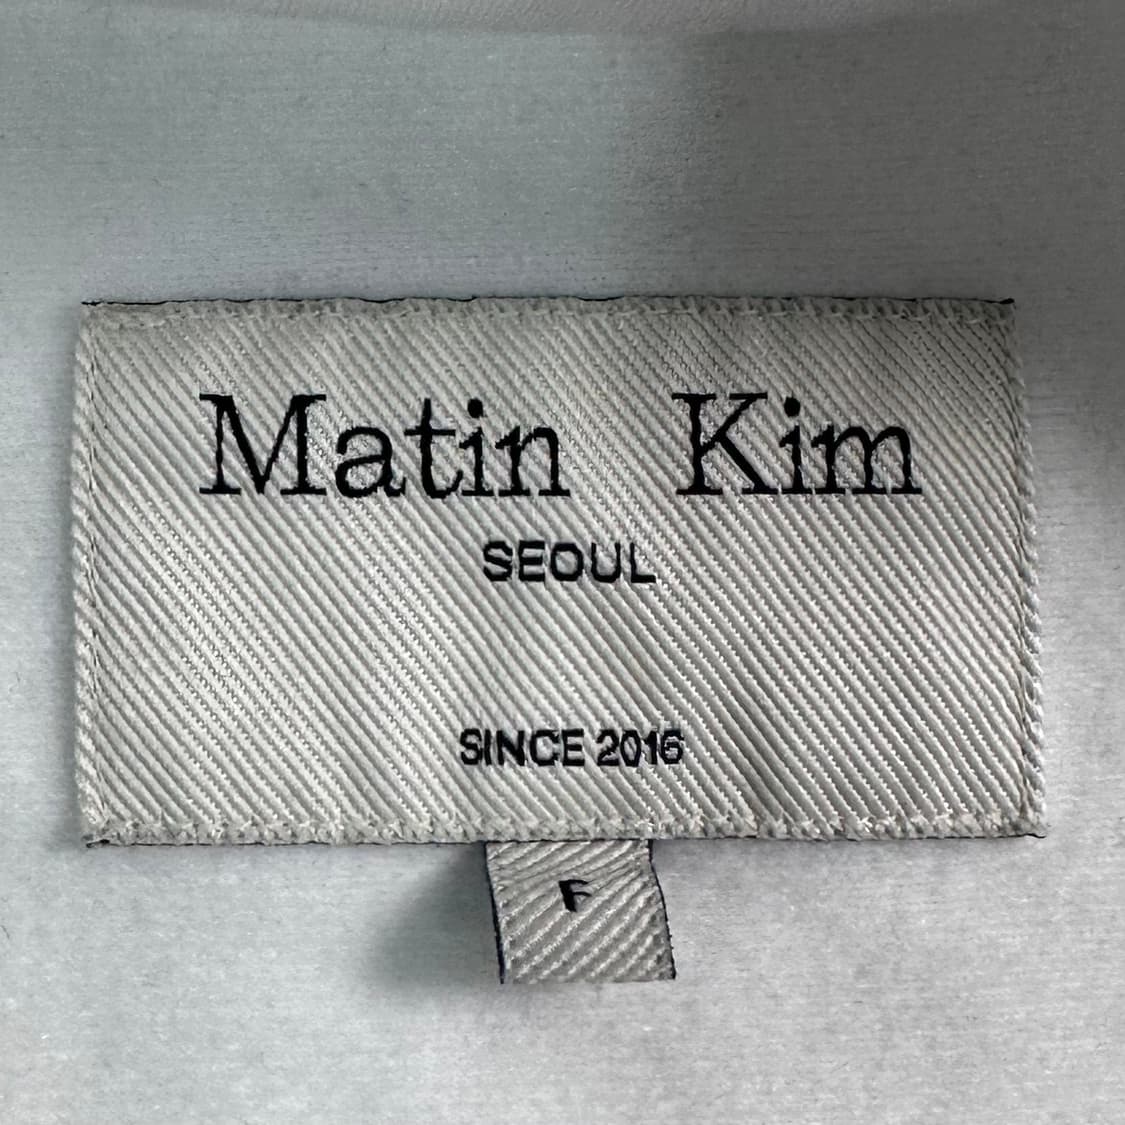 Matin Kim
SEOUL
SINCE 2016
F